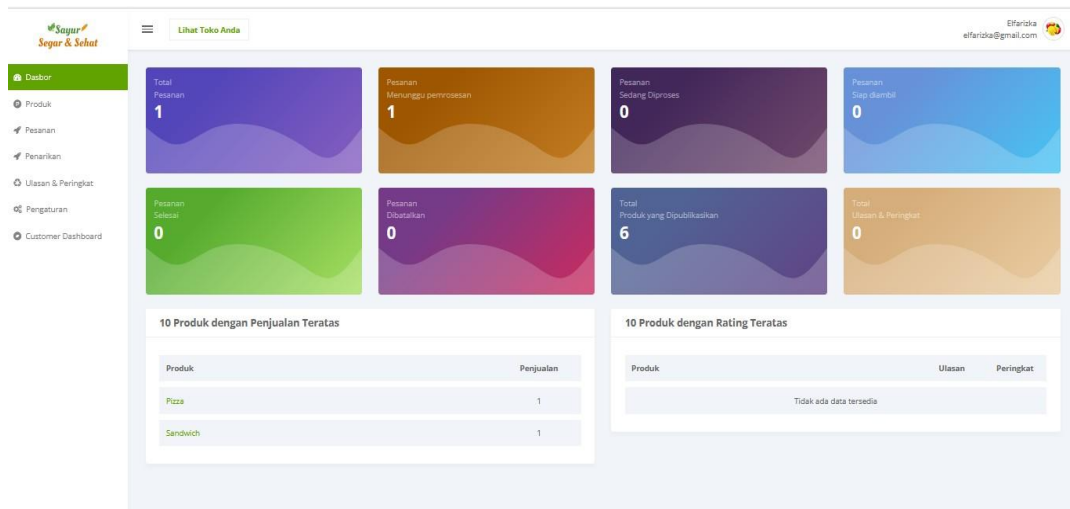 Sayur
Segar & Sehat
Lihat Toko Anda
Elfarizka
elfarizka@gmail.com
Dasbor
Produk
Pesanan
Penarikan
Ulasan & Peringkat
Pengaturan
Customer Dashboard
Total
Pesanan
1
Pesanan
Menunggu pemrosesan
1
Pesanan
Sedang Diproses
0
Pesanan
Siap diambil
0
Pesanan
Selesai
0
Pesanan
Dibatalkan
0
Total
Produk yang Dipublikasikan
6
Total
Ulasan & Peringkat
0
10 Produk dengan Penjualan Teratas
Produk Penjualan
Pizza 1
Sandwich 1
10 Produk dengan Rating Teratas
Produk Ulasan Peringkat
Tidak ada data tersedia